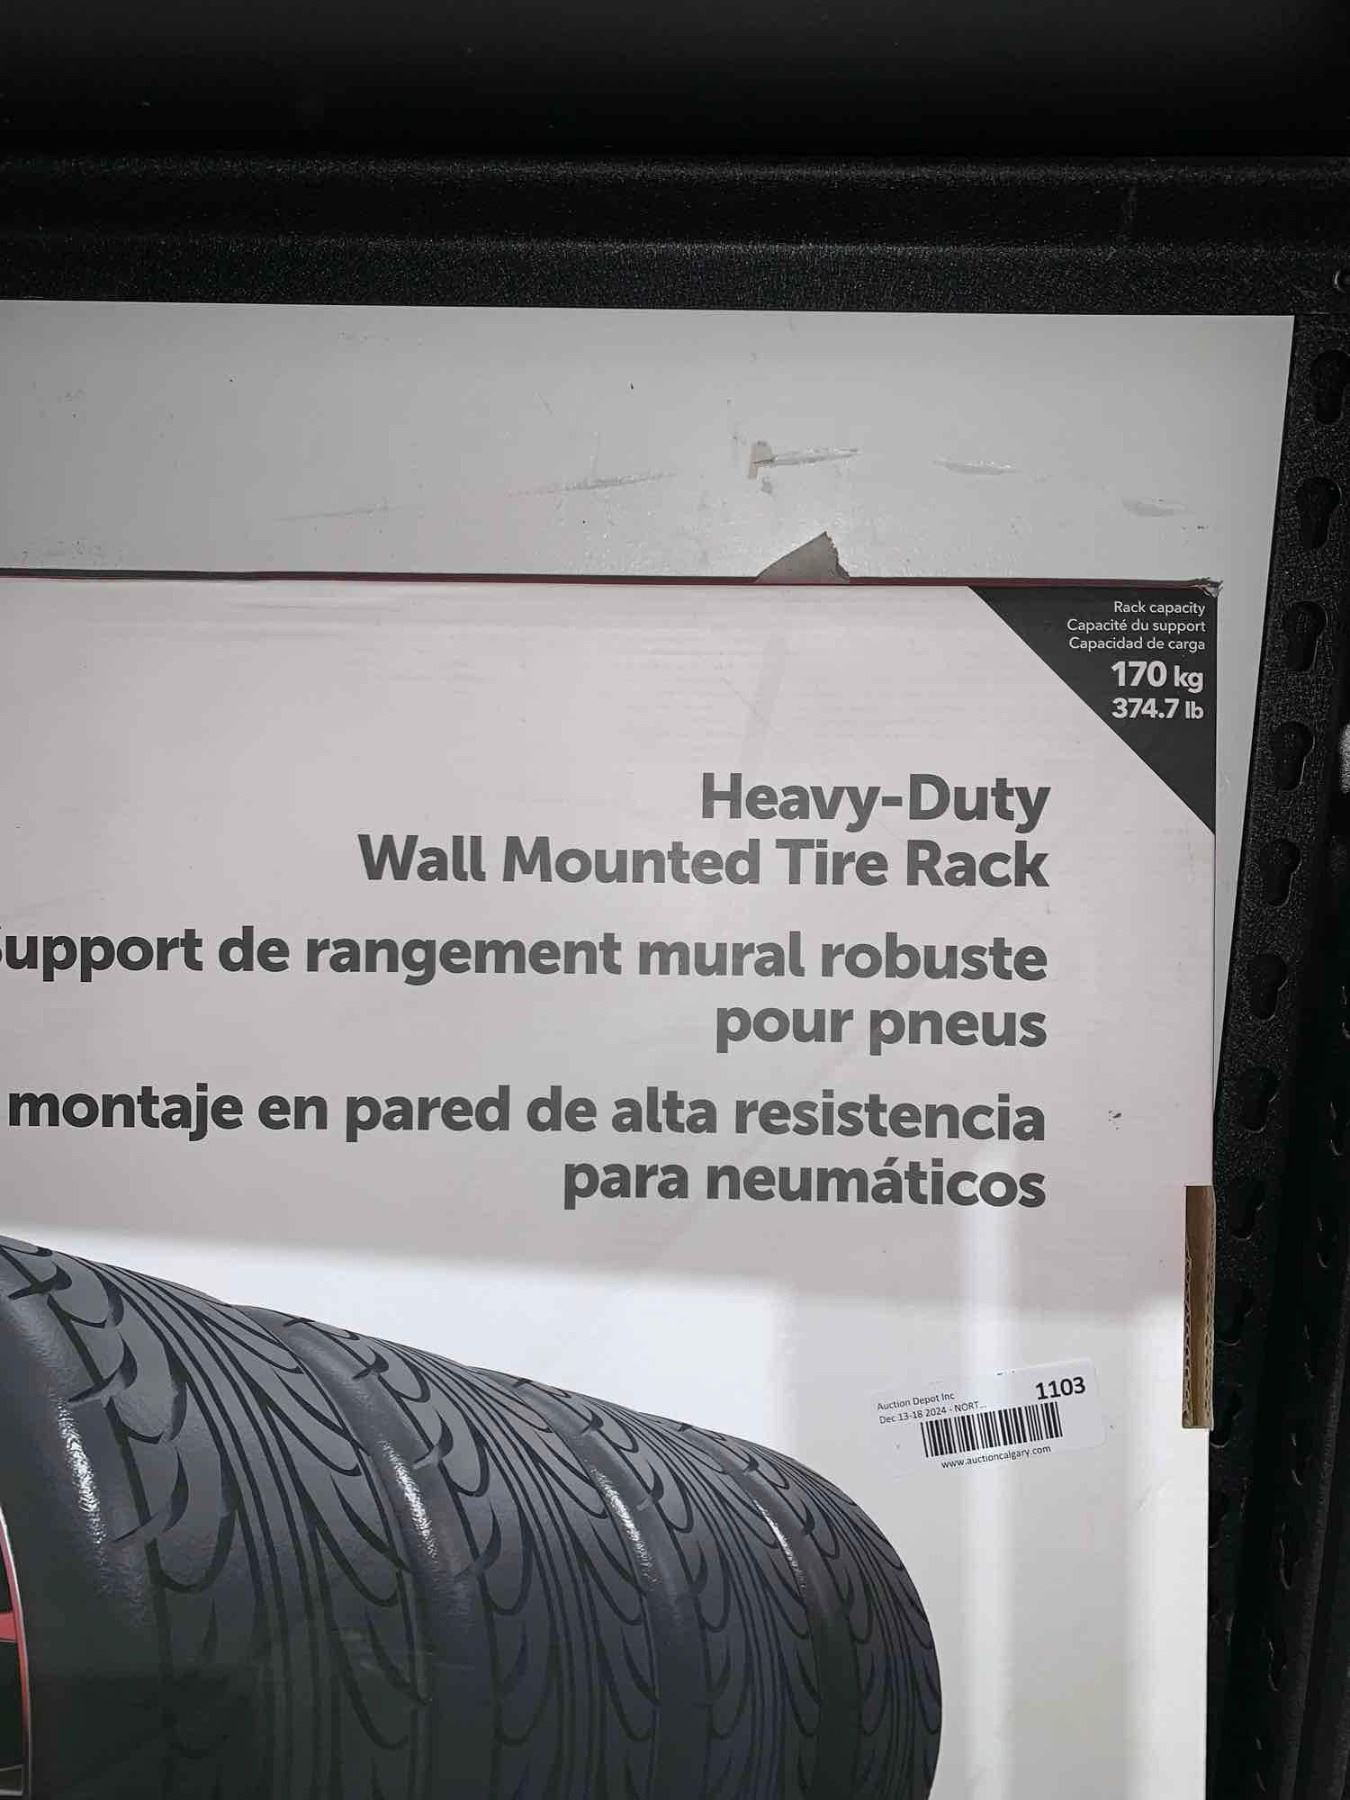 Rack capacity
Capacité du support
Capacidad de carga
170 kg
374.7 lb
Heavy-Duty
Wall Mounted Tire Rack
Support de rangement mural robuste
pour pneus
montaje en pared de alta resistencia
para neumáticos
Auction Depot Inc
1103
Dec 13-18 2024 - NORT...
www.auctioncalgary.com